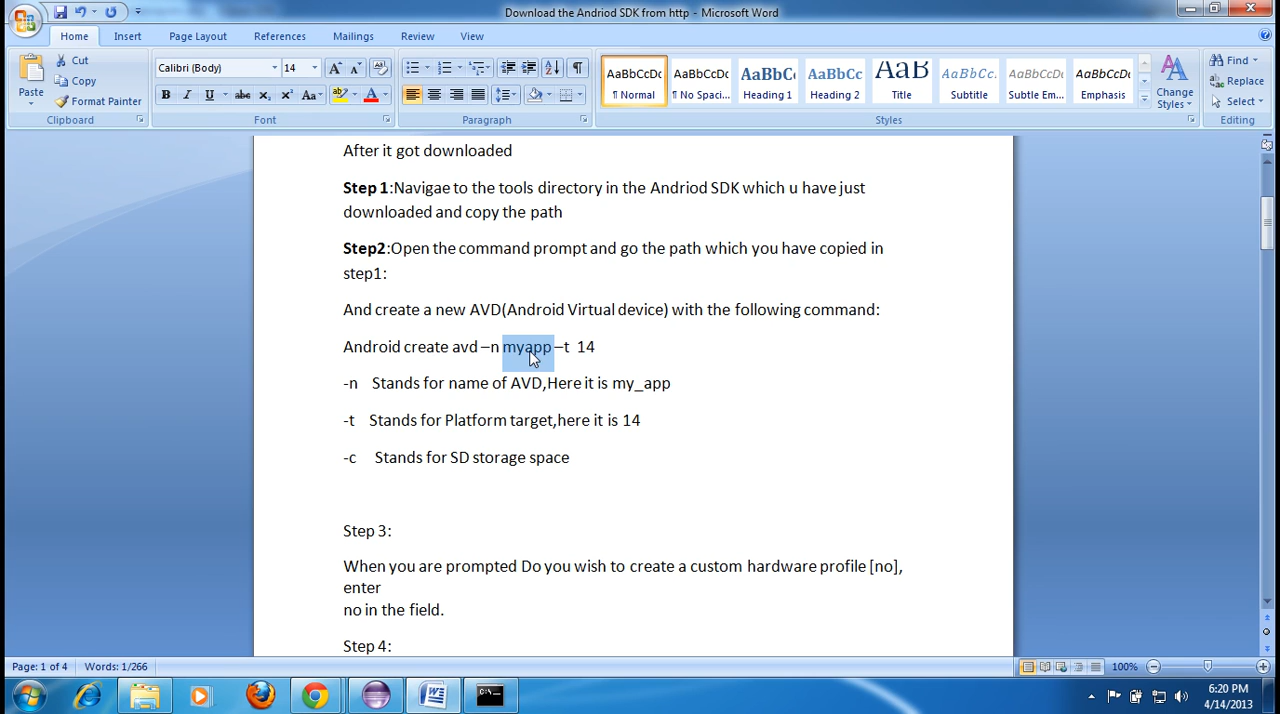 Download the Andriod SDK from http - Microsoft Word
Home Insert Page Layout References Mailings Review View
Paste
Cut
Copy
Format Painter
Clipboard
Calibri (Body) 14
Font
Paragraph
AaBbCcDc AaBbCcDc AaBbC AaBbCc AaB AaBbCc. AaBbCcDc AaBbCcDc
¶ Normal ¶ No Spaci... Heading 1 Heading 2 Title Subtitle Subtle Em... Emphasis
Change
Styles
Styles
Find
Replace
Select
Editing
After it got downloaded
Step 1:Navigae to the tools directory in the Andriod SDK which u have just
downloaded and copy the path
Step2:Open the command prompt and go the path which you have copied in
step1:
And create a new AVD(Android Virtual device) with the following command:
Android create avd –n myapp –t 14
-n Stands for name of AVD,Here it is my_app
-t Stands for Platform target,here it is 14
-c Stands for SD storage space
Step 3:
When you are prompted Do you wish to create a custom hardware profile [no],
enter
no in the field.
Step 4:
Page: 1 of 4 Words: 1/266 100%
6:20 PM
4/14/2013